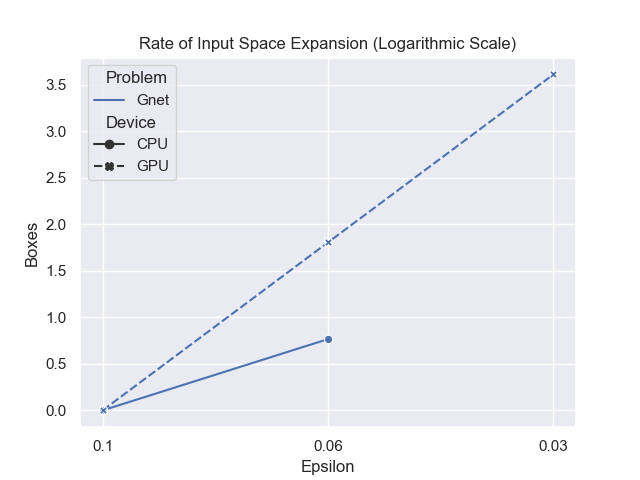 Rate of Input Space Expansion (Logarithmic Scale)
Problem
Gnet
Device
CPU
GPU
Boxes
3.5
3.0
2.5
2.0
1.5
1.0
0.5
0.0
0.1
0.06
0.03
Epsilon